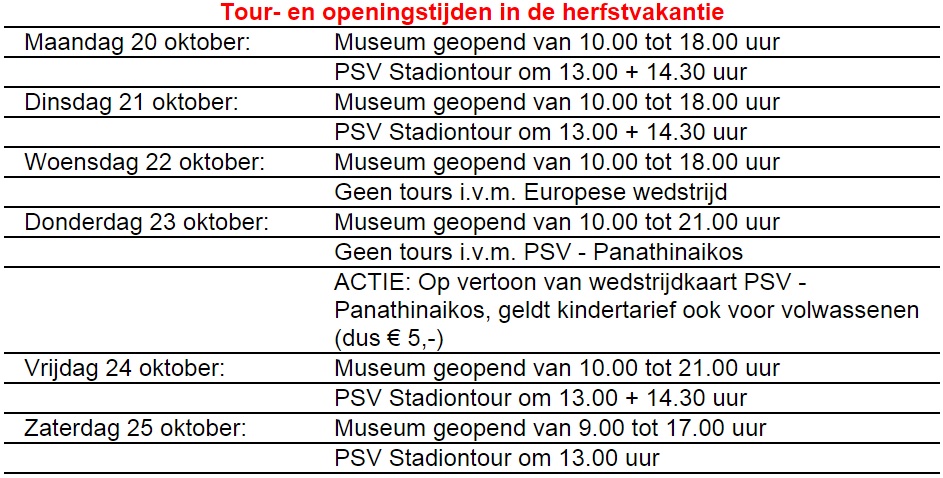 Tour- en openingstijden in de herfstvakantie
Maandag 20 oktober: Museum geopend van 10.00 tot 18.00 uur
PSV Stadiontour om 13.00 + 14.30 uur
Dinsdag 21 oktober: Museum geopend van 10.00 tot 18.00 uur
PSV Stadiontour om 13.00 + 14.30 uur
Woensdag 22 oktober: Museum geopend van 10.00 tot 18.00 uur
Geen tours i.v.m. Europese wedstrijd
Donderdag 23 oktober: Museum geopend van 10.00 tot 21.00 uur
Geen tours i.v.m. PSV - Panathinaikos
ACTIE: Op vertoon van wedstrijdkaart PSV -
Panathinaikos, geldt kindertarief ook voor volwassenen
(dus € 5,-)
Vrijdag 24 oktober: Museum geopend van 10.00 tot 21.00 uur
PSV Stadiontour om 13.00 + 14.30 uur
Zaterdag 25 oktober: Museum geopend van 9.00 tot 17.00 uur
PSV Stadiontour om 13.00 uur